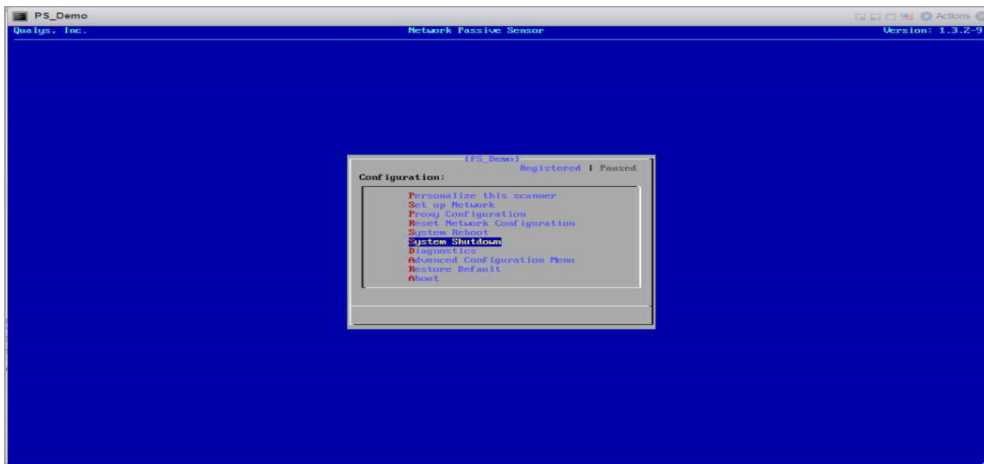 PS_Demo
Actions
Qualys, Inc. Network Passive Sensor Version: 1.3.2-9
[PS_Demo]
Registered | Paused
Configuration:
Personalize this scanner
Set up Network
Proxy Configuration
Reset Network Configuration
System Reboot
System Shutdown
Diagnostics
Advanced Configuration Menu
Restore Default
About